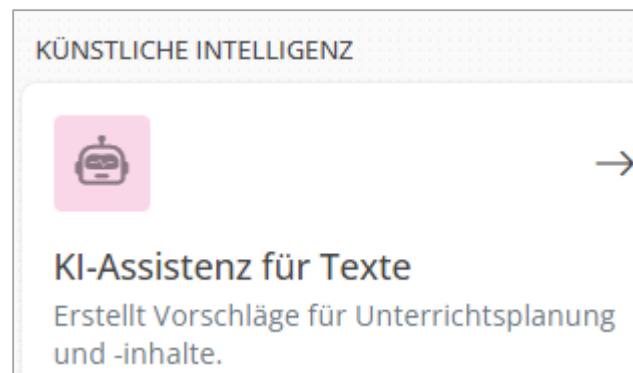 KÜNSTLICHE INTELLIGENZ
KI-Assistenz für Texte
Erstellt Vorschläge für Unterrichtsplanung
und -inhalte.